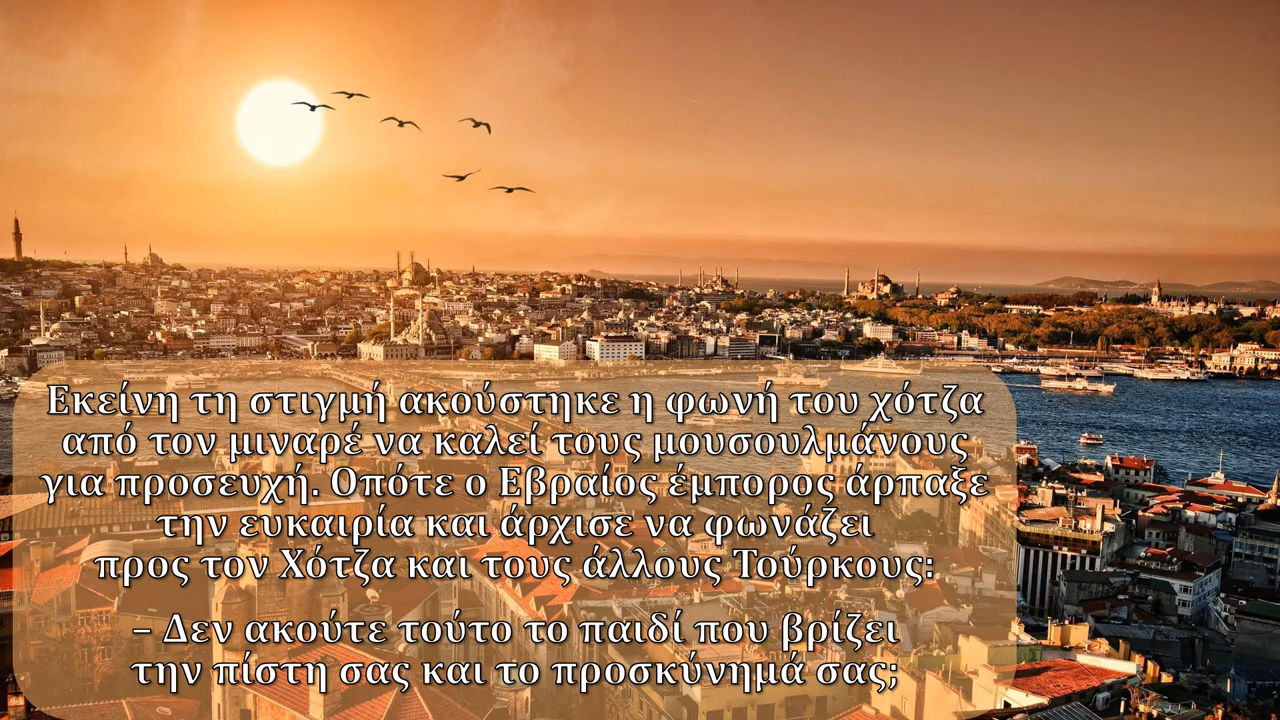 Εκείνη τη στιγμή ακούστηκε η φωνή του χότζα
από τον μιναρέ να καλεί τους μουσουλμάνους
για προσευχή. Οπότε ο Εβραίος έμπορος άρπαξε
την ευκαιρία και άρχισε να φωνάζει
προς τον Χότζα και τους άλλους Τούρκους:
– Δεν ακούτε τούτο το παιδί που βρίζει
την πίστη σας και το προσκύνημά σας;